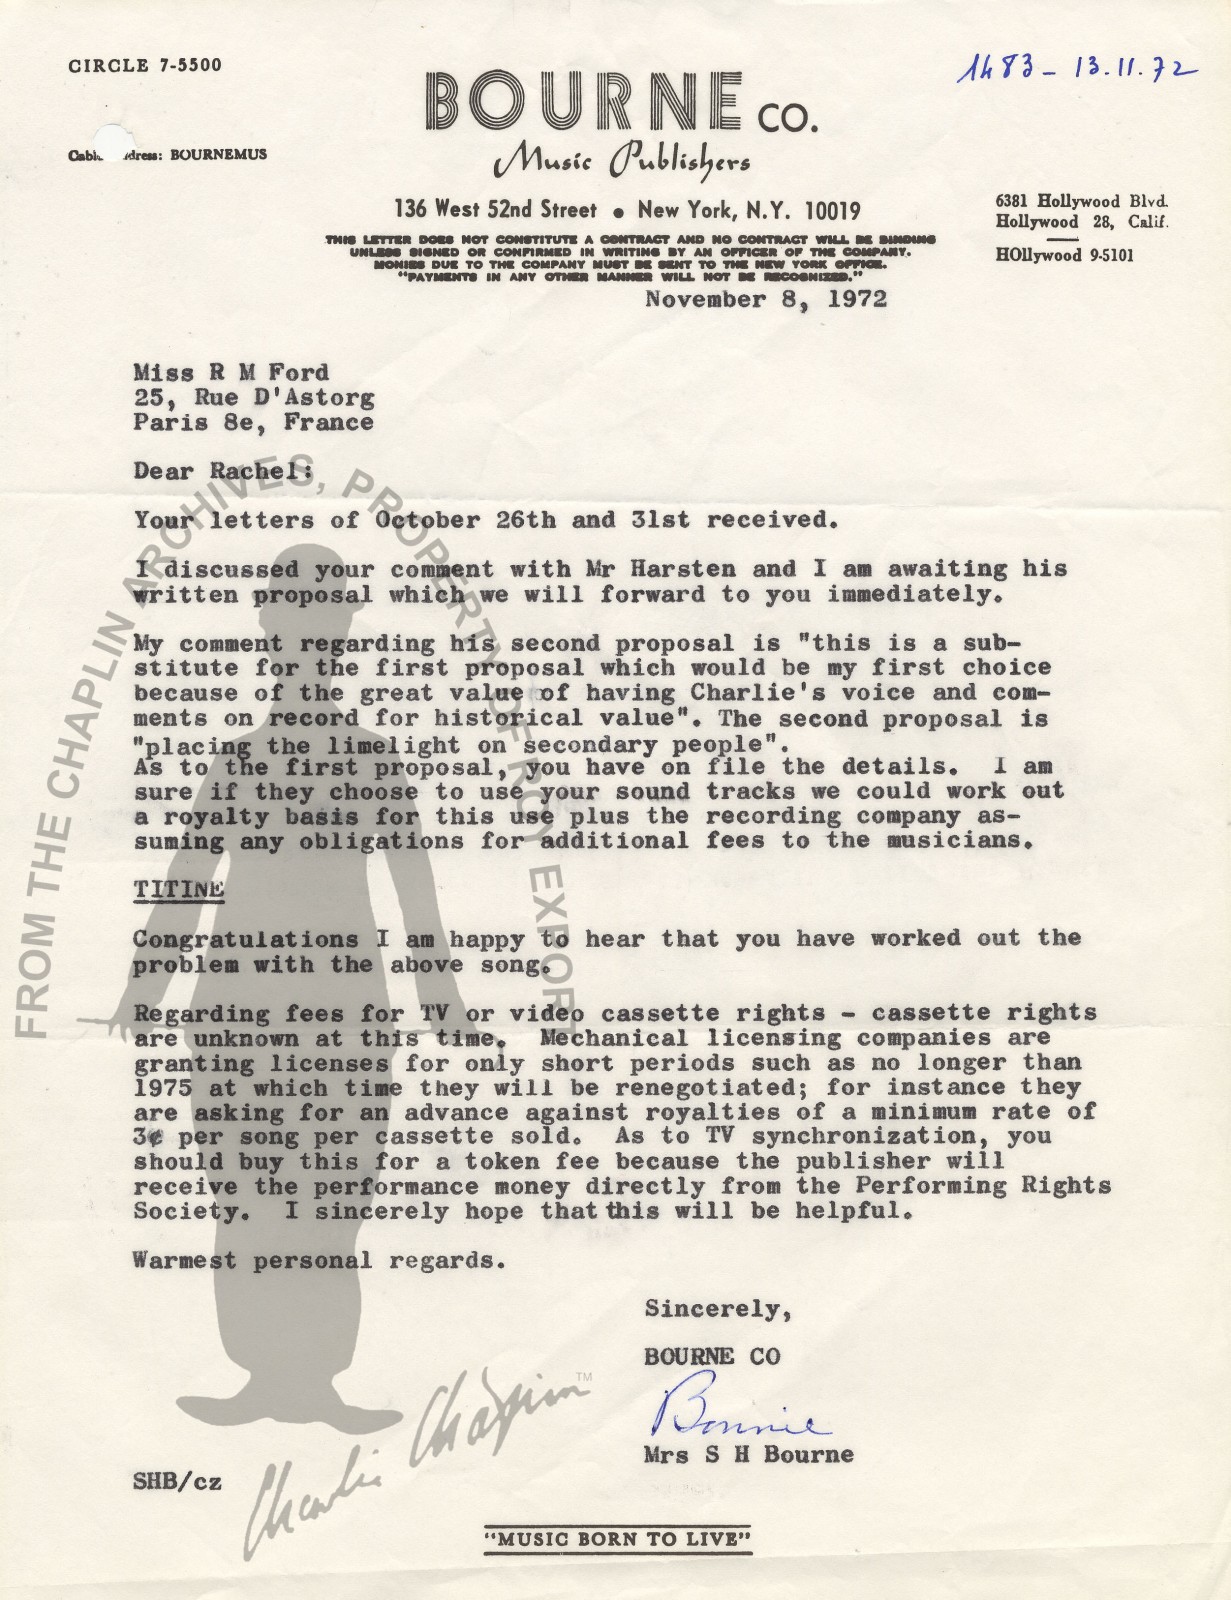 CIRCLE 7-5500
1483 - 13.11.72
BOURNE CO.
Music Publishers
Address: BOURNEMUS
136 West 52nd Street • New York, N.Y. 10019
6381 Hollywood Blvd.
Hollywood 28, Calif.
HOllywood 9-5101
THIS LETTER DOES NOT CONSTITUTE A CONTRACT AND NO CONTRACT WILL BE BINDING
UNLESS SIGNED OR CONFIRMED IN WRITING BY AN OFFICER OF THE COMPANY.
MONIES DUE TO THE COMPANY MUST BE SENT TO THE NEW YORK OFFICE.
"PAYMENTS IN ANY OTHER MANNER WILL NOT BE RECOGNIZED."
November 8, 1972
Miss R M Ford
25, Rue D'Astorg
Paris 8e, France
Dear Rachel:
Your letters of October 26th and 31st received.
I discussed your comment with Mr Harsten and I am awaiting his
written proposal which we will forward to you immediately.
My comment regarding his second proposal is "this is a sub-
stitute for the first proposal which would be my first choice
because of the great value of having Charlie's voice and com-
ments on record for historical value". The second proposal is
"placing the limelight on secondary people".
As to the first proposal, you have on file the details. I am
sure if they choose to use your sound tracks we could work out
a royalty basis for this use plus the recording company as-
suming any obligations for additional fees to the musicians.
TITINE
Congratulations I am happy to hear that you have worked out the
problem with the above song.
Regarding fees for TV or video cassette rights - cassette rights
are unknown at this time. Mechanical licensing companies are
granting licenses for only short periods such as no longer than
1975 at which time they will be renegotiated; for instance they
are asking for an advance against royalties of a minimum rate of
3¢ per song per cassette sold. As to TV synchronization, you
should buy this for a token fee because the publisher will
receive the performance money directly from the Performing Rights
Society. I sincerely hope that this will be helpful.
Warmest personal regards.
Sincerely,
BOURNE CO
Bonnie
Mrs S H Bourne
SHB/cz
"MUSIC BORN TO LIVE"
FROM THE CHAPLIN ARCHIVES, PROPERTY OF ROY EXPORT
Charlie Chaplin™